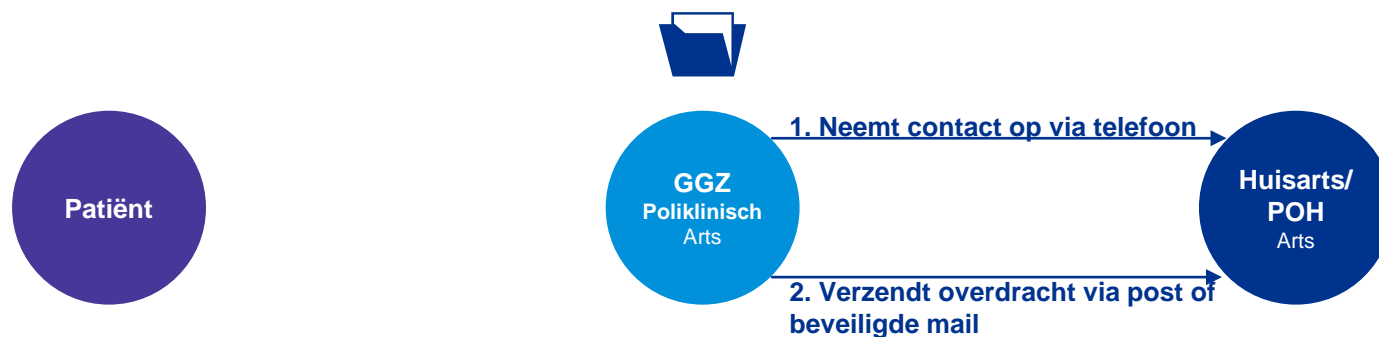 Patiënt
GGZ
Poliklinisch
Arts
1. Neemt contact op via telefoon
2. Verzendt overdracht via post of
beveiligde mail
Huisarts/
POH
Arts